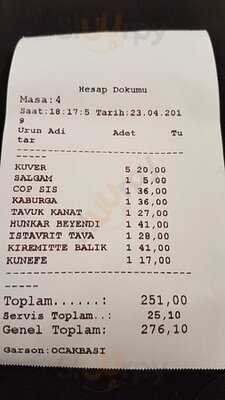 Hesap Dokumu
Masa:4
Saat:18:17:5 Tarih:23.04.201
9
Urun Adi Adet Tu
tar
--------------------------------
-----
KUVER 5 20,00
SALGAM 1 5,00
COP SIS 1 36,00
KABURGA 1 36,00
TAVUK KANAT 1 27,00
HUNKAR BEYENDI 1 41,00
ISTAVRIT TAVA 1 28,00
KIREMITTE BALIK 1 41,00
KUNEFE 1 17,00
--------------------------------
-----
Toplam......: 251,00
Servis Toplam..: 25,10
Genel Toplam: 276,10
Garson:OCAKBASI